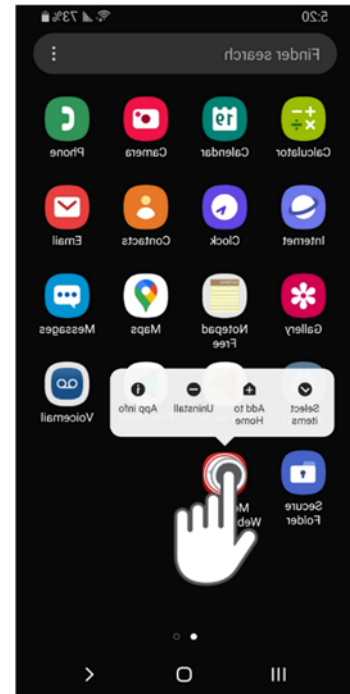 5:20
73%
Finder search
Calculator
Calendar
19
Camera
Phone
Internet
Clock
Contacts
Email
Gallery
Notepad
Free
Maps
Messages
Voicemail
Select
items
Add to
Home
Uninstall
App info
Secure
Folder